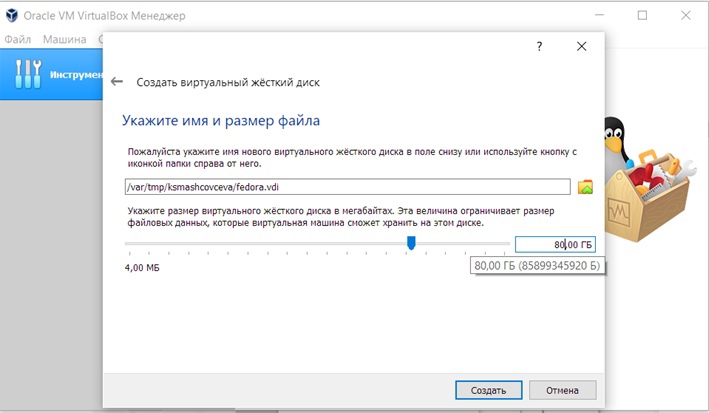 Oracle VM VirtualBox Менеджер
Файл Машина С
Инструмен
?
Создать виртуальный жёсткий диск
Укажите имя и размер файла
Пожалуйста укажите имя нового виртуального жёсткого диска в поле снизу или используйте кнопку с
иконкой папки справа от него.
/var/tmp/ksmashcovceva/fedora.vdi
Укажите размер виртуального жёсткого диска в мегабайтах. Эта величина ограничивает размер
файловых данных, которые виртуальная машина сможет хранить на этом диске.
80,00 ГБ
4,00 МБ
80,00 ГБ (85899345920 Б)
Создать Отмена